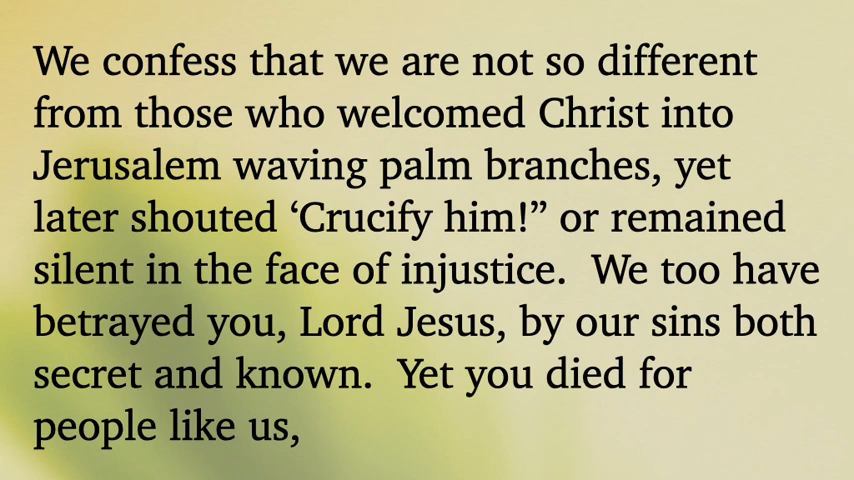 We confess that we are not so different
from those who welcomed Christ into
Jerusalem waving palm branches, yet
later shouted ‘Crucify him!” or remained
silent in the face of injustice.  We too have
betrayed you, Lord Jesus, by our sins both
secret and known.  Yet you died for
people like us,